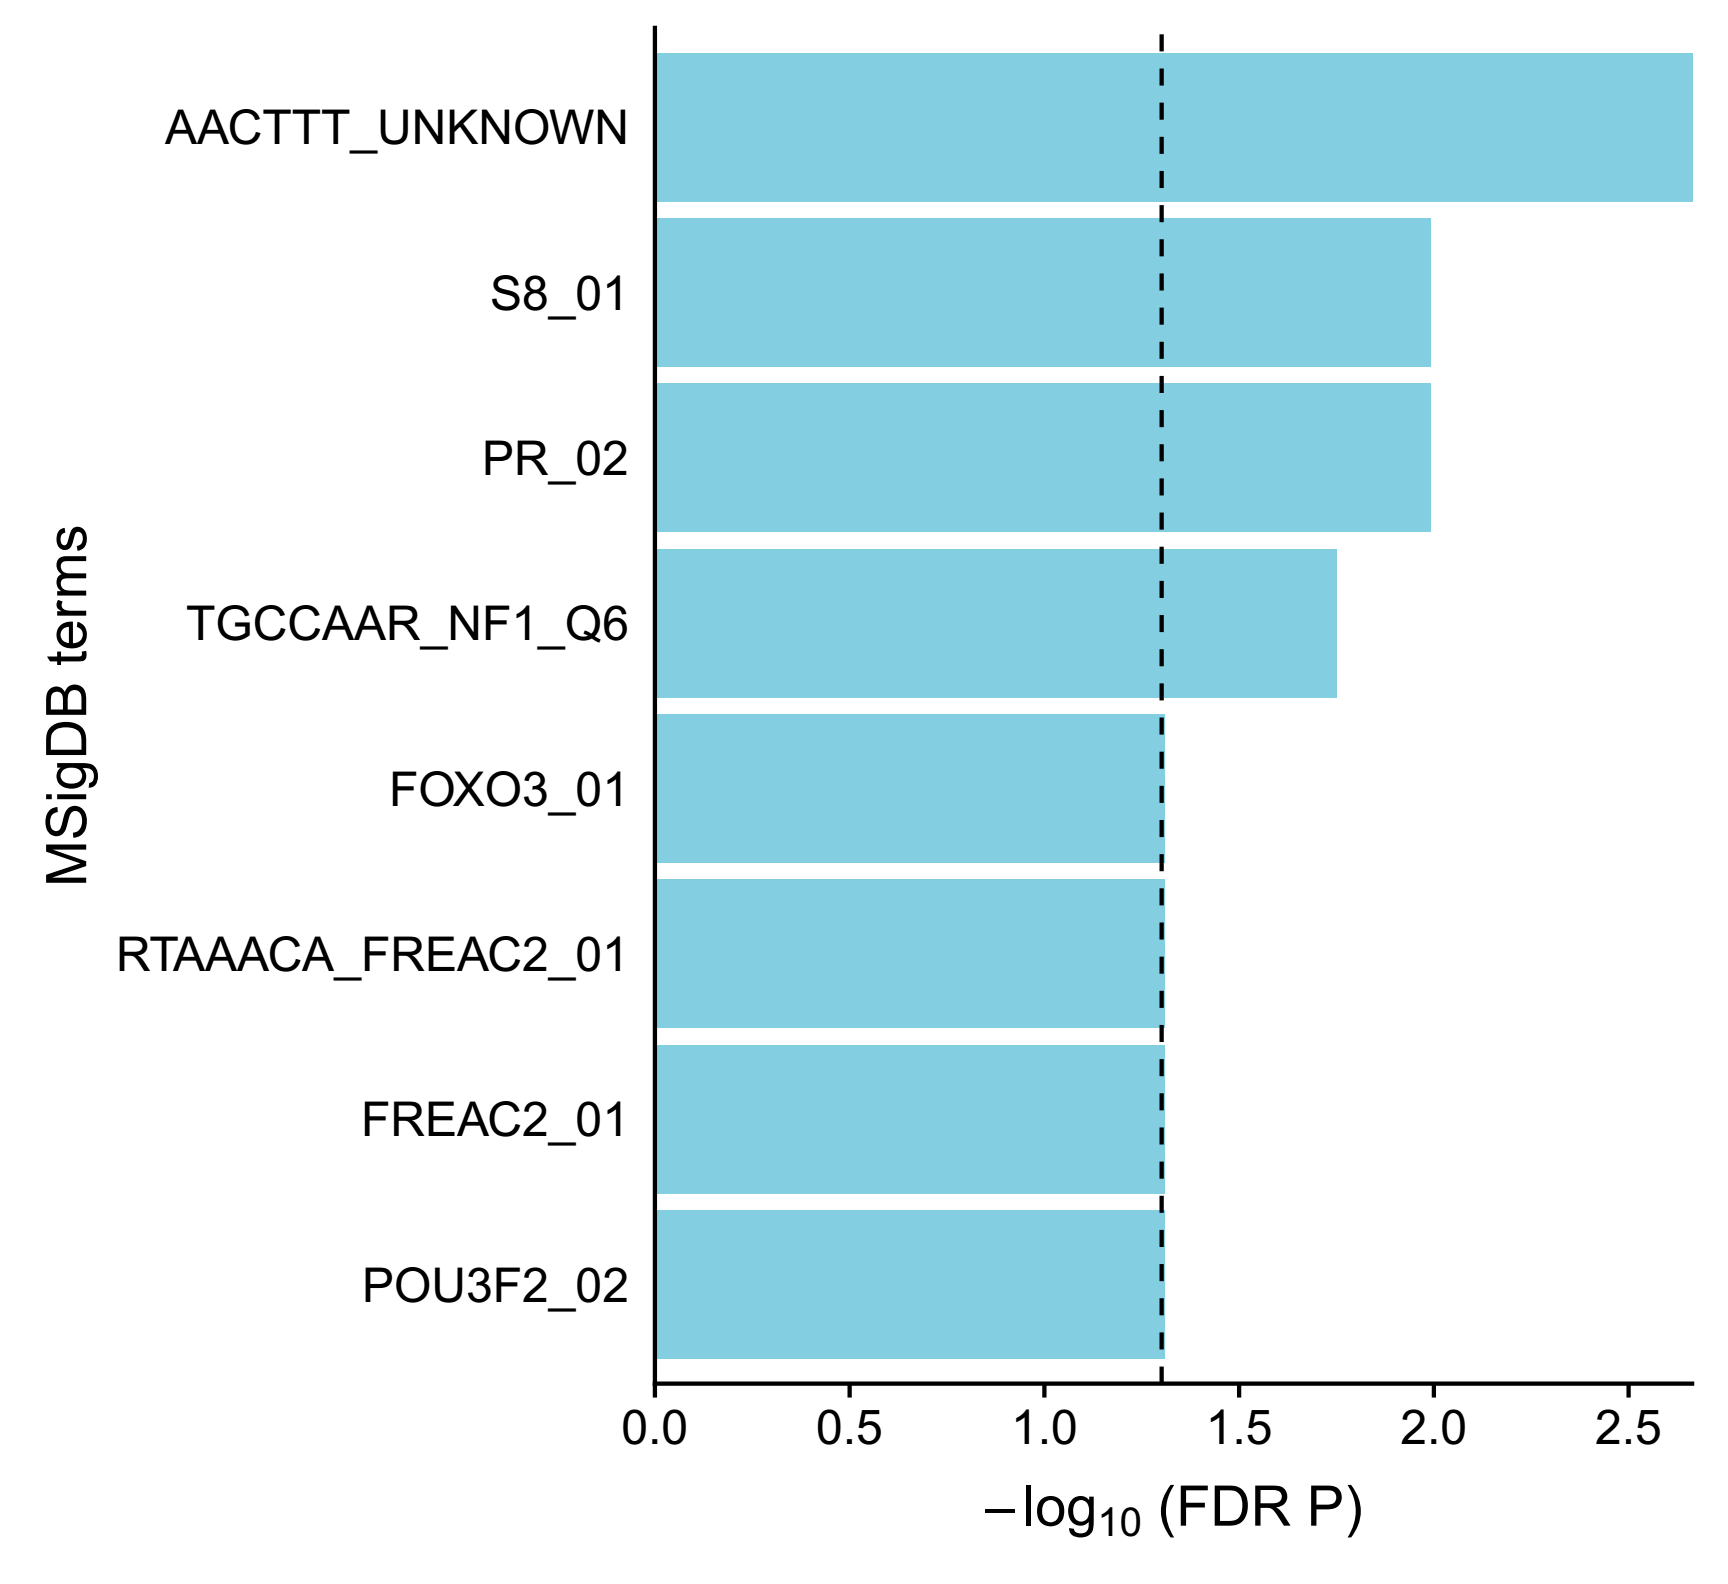 AACTTT_UNKNOWN
S8_01
PR_02
TGCCAAR_NF1_Q6
FOXO3_01
RTAAACA_FREAC2_01
FREAC2_01
POU3F2_02
MSigDB terms
0.0 0.5 1.0 1.5 2.0 2.5
−log₁₀ (FDR P)